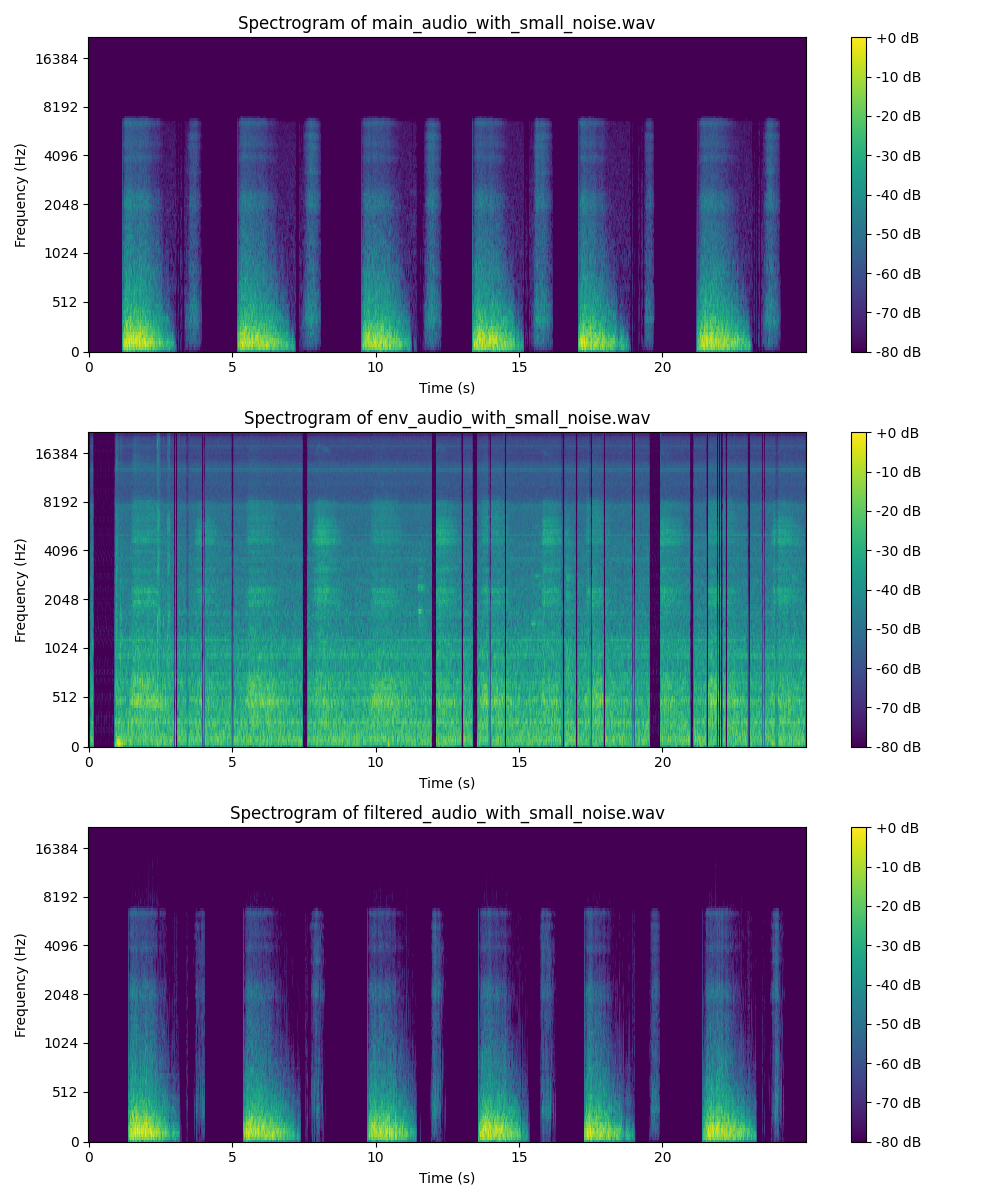 Spectrogram of main_audio_with_small_noise.wav
Frequency (Hz)
16384
8192
4096
2048
1024
512
0
0 5 10 15 20
Time (s)
+0 dB
-10 dB
-20 dB
-30 dB
-40 dB
-50 dB
-60 dB
-70 dB
-80 dB
Spectrogram of env_audio_with_small_noise.wav
Frequency (Hz)
16384
8192
4096
2048
1024
512
0
0 5 10 15 20
Time (s)
+0 dB
-10 dB
-20 dB
-30 dB
-40 dB
-50 dB
-60 dB
-70 dB
-80 dB
Spectrogram of filtered_audio_with_small_noise.wav
Frequency (Hz)
16384
8192
4096
2048
1024
512
0
0 5 10 15 20
Time (s)
+0 dB
-10 dB
-20 dB
-30 dB
-40 dB
-50 dB
-60 dB
-70 dB
-80 dB